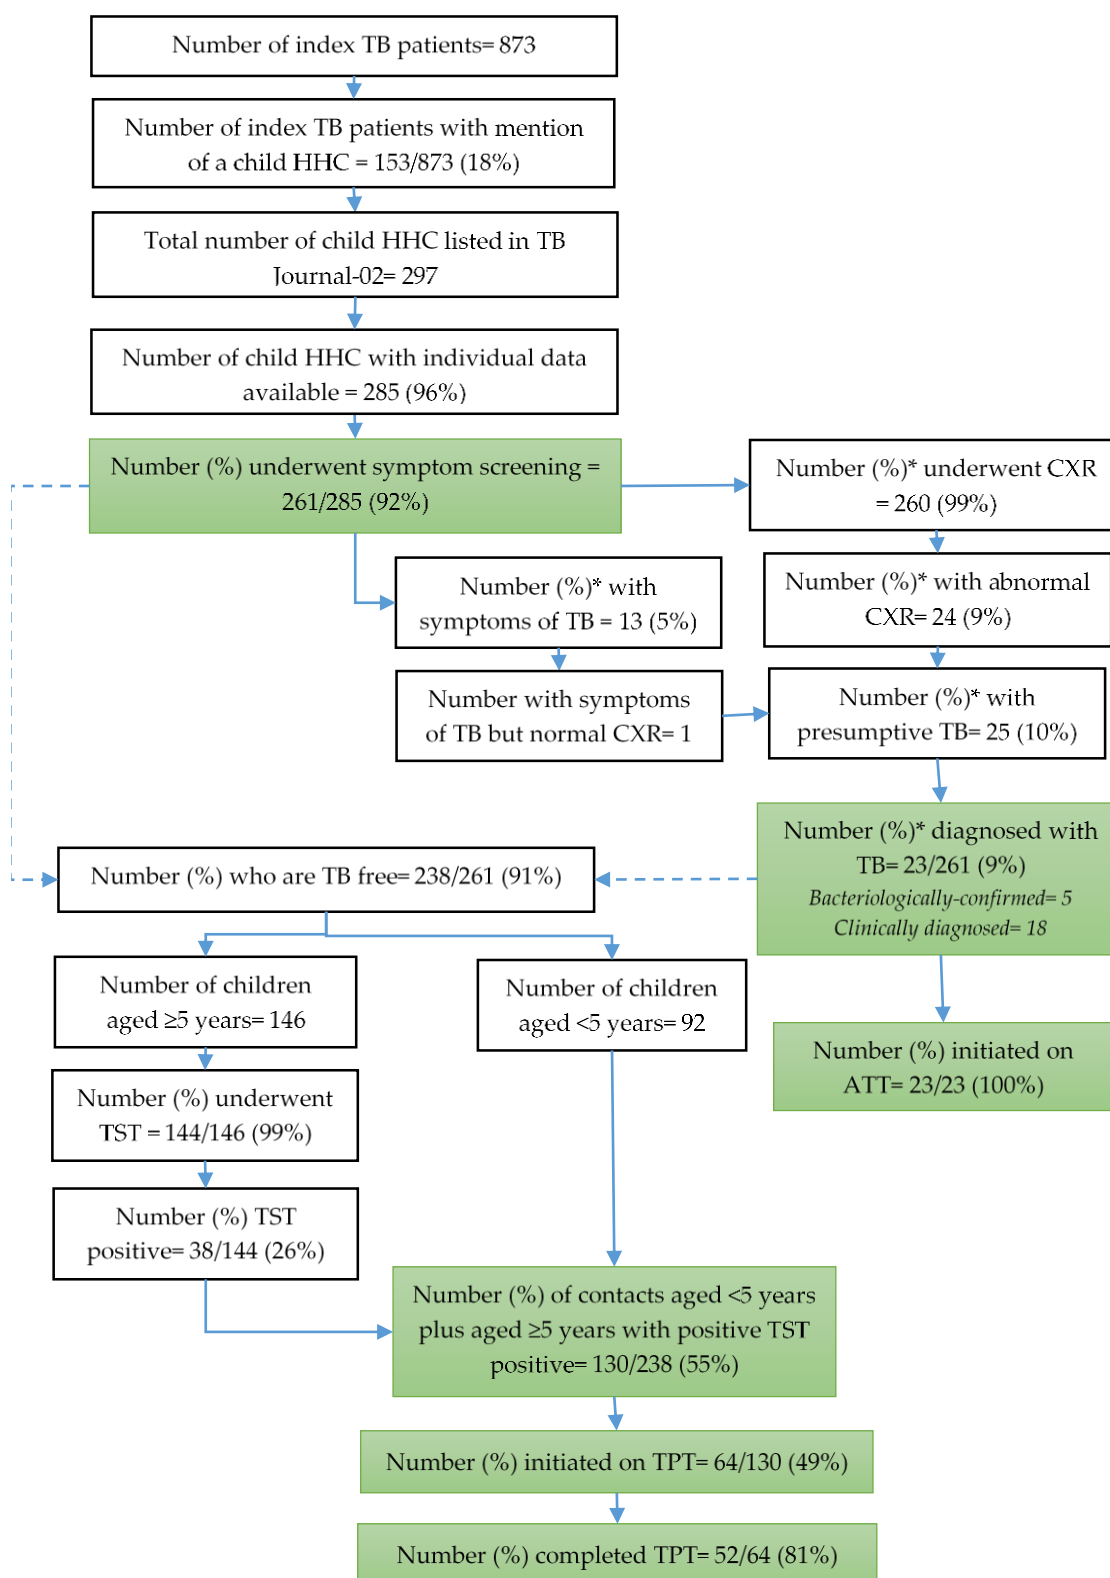 Number of index TB patients= 873
Number of index TB patients with mention
of a child HHC = 153/873 (18%)
Total number of child HHC listed in TB
Journal-02= 297
Number of child HHC with individual data
available = 285 (96%)
Number (%) underwent symptom screening =
261/285 (92%)
Number (%)* underwent CXR
= 260 (99%)
Number (%)* with
symptoms of TB = 13 (5%)
Number (%)* with abnormal
CXR= 24 (9%)
Number with symptoms
of TB but normal CXR= 1
Number (%)* with
presumptive TB= 25 (10%)
Number (%)* diagnosed with
TB= 23/261 (9%)
Bacteriologically-confirmed= 5
Clinically diagnosed= 18
Number (%) who are TB free= 238/261 (91%)
Number of children
aged ≥5 years= 146
Number of children
aged <5 years= 92
Number (%) initiated on
ATT= 23/23 (100%)
Number (%) underwent
TST = 144/146 (99%)
Number (%) TST
positive= 38/144 (26%)
Number (%) of contacts aged <5 years
plus aged ≥5 years with positive TST
positive= 130/238 (55%)
Number (%) initiated on TPT= 64/130 (49%)
Number (%) completed TPT= 52/64 (81%)